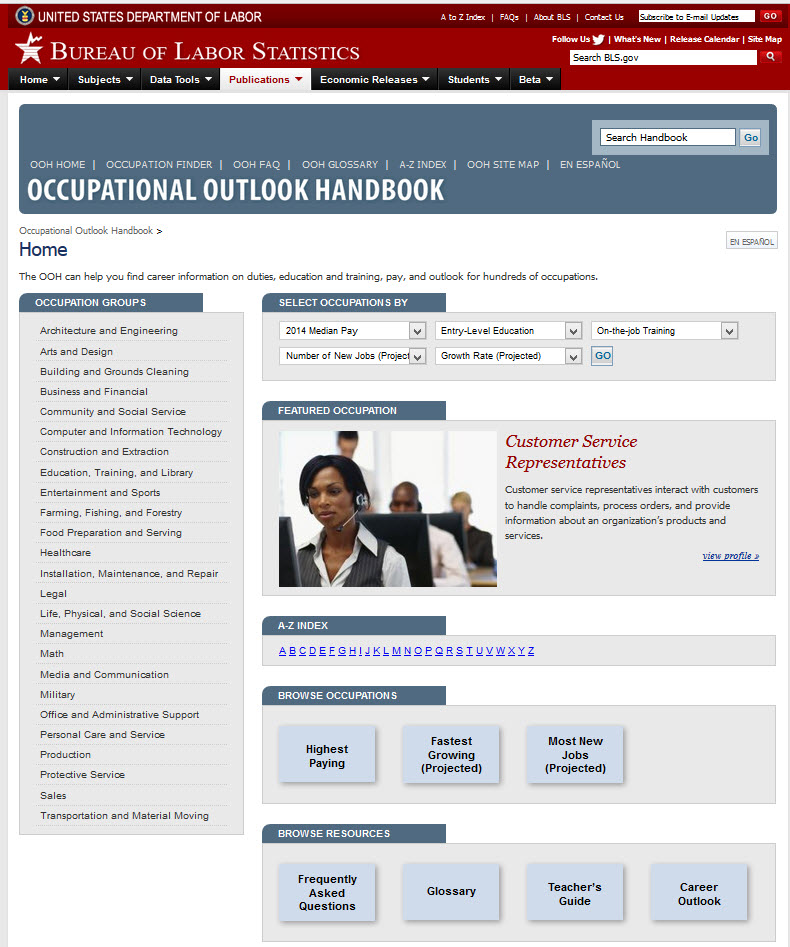 UNITED STATES DEPARTMENT OF LABOR
A to Z Index | FAQs | About BLS | Contact Us Subscribe to E-mail Updates GO
BUREAU OF LABOR STATISTICS
Follow Us | What's New | Release Calendar | Site Map
Search BLS.gov
Home Subjects Data Tools Publications Economic Releases Students Beta
Search Handbook Go
OOH HOME | OCCUPATION FINDER | OOH FAQ | OOH GLOSSARY | A-Z INDEX | OOH SITE MAP | EN ESPAÑOL
OCCUPATIONAL OUTLOOK HANDBOOK
Occupational Outlook Handbook >
Home
EN ESPAÑOL
The OOH can help you find career information on duties, education and training, pay, and outlook for hundreds of occupations.
OCCUPATION GROUPS
Architecture and Engineering
Arts and Design
Building and Grounds Cleaning
Business and Financial
Community and Social Service
Computer and Information Technology
Construction and Extraction
Education, Training, and Library
Entertainment and Sports
Farming, Fishing, and Forestry
Food Preparation and Serving
Healthcare
Installation, Maintenance, and Repair
Legal
Life, Physical, and Social Science
Management
Math
Media and Communication
Military
Office and Administrative Support
Personal Care and Service
Production
Protective Service
Sales
Transportation and Material Moving
SELECT OCCUPATIONS BY
2014 Median Pay Entry-Level Education On-the-job Training
Number of New Jobs (Project Growth Rate (Projected) GO
FEATURED OCCUPATION
Customer Service
Representatives
Customer service representatives interact with customers
to handle complaints, process orders, and provide
information about an organization's products and
services.
view profile »
A-Z INDEX
A B C D E F G H I J K L M N O P Q R S T U V W X Y Z
BROWSE OCCUPATIONS
Highest
Paying
Fastest
Growing
(Projected)
Most New
Jobs
(Projected)
BROWSE RESOURCES
Frequently
Asked
Questions
Glossary
Teacher's
Guide
Career
Outlook